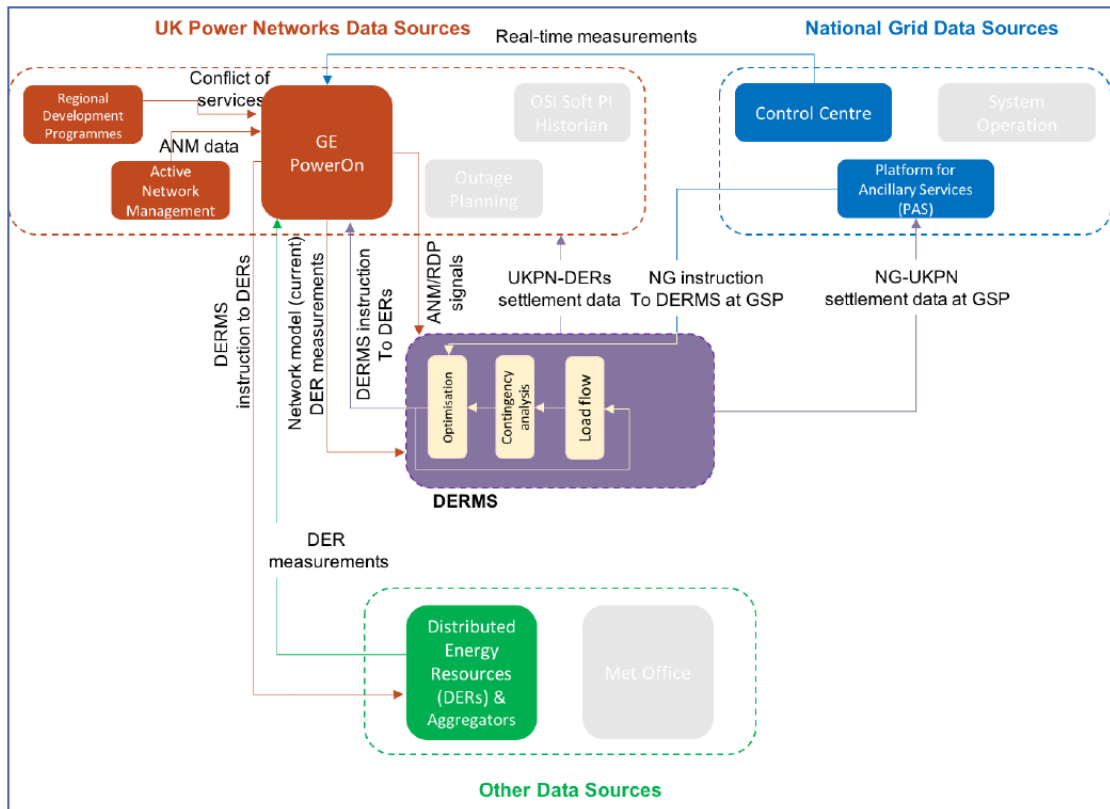 UK Power Networks Data Sources
National Grid Data Sources
Real-time measurements
Conflict of
services
Regional
Development
Programmes
ANM data
Active
Network
Management
GE
PowerOn
OSI Soft PI
Historian
Outage
Planning
Control Centre
System
Operation
Platform for
Ancillary Services
(PAS)
DERMS
instruction to DERs
Network model (current)
DER measurements
DERMS instruction
To DERs
ANM/RDP
signals
UKPN-DERs
settlement data
NG instruction
To DERMS at GSP
NG-UKPN
settlement data at GSP
Optimisation
Contingency
analysis
Load flow
DERMS
DER
measurements
Distributed
Energy
Resources
(DERs) &
Aggregators
Met Office
Other Data Sources